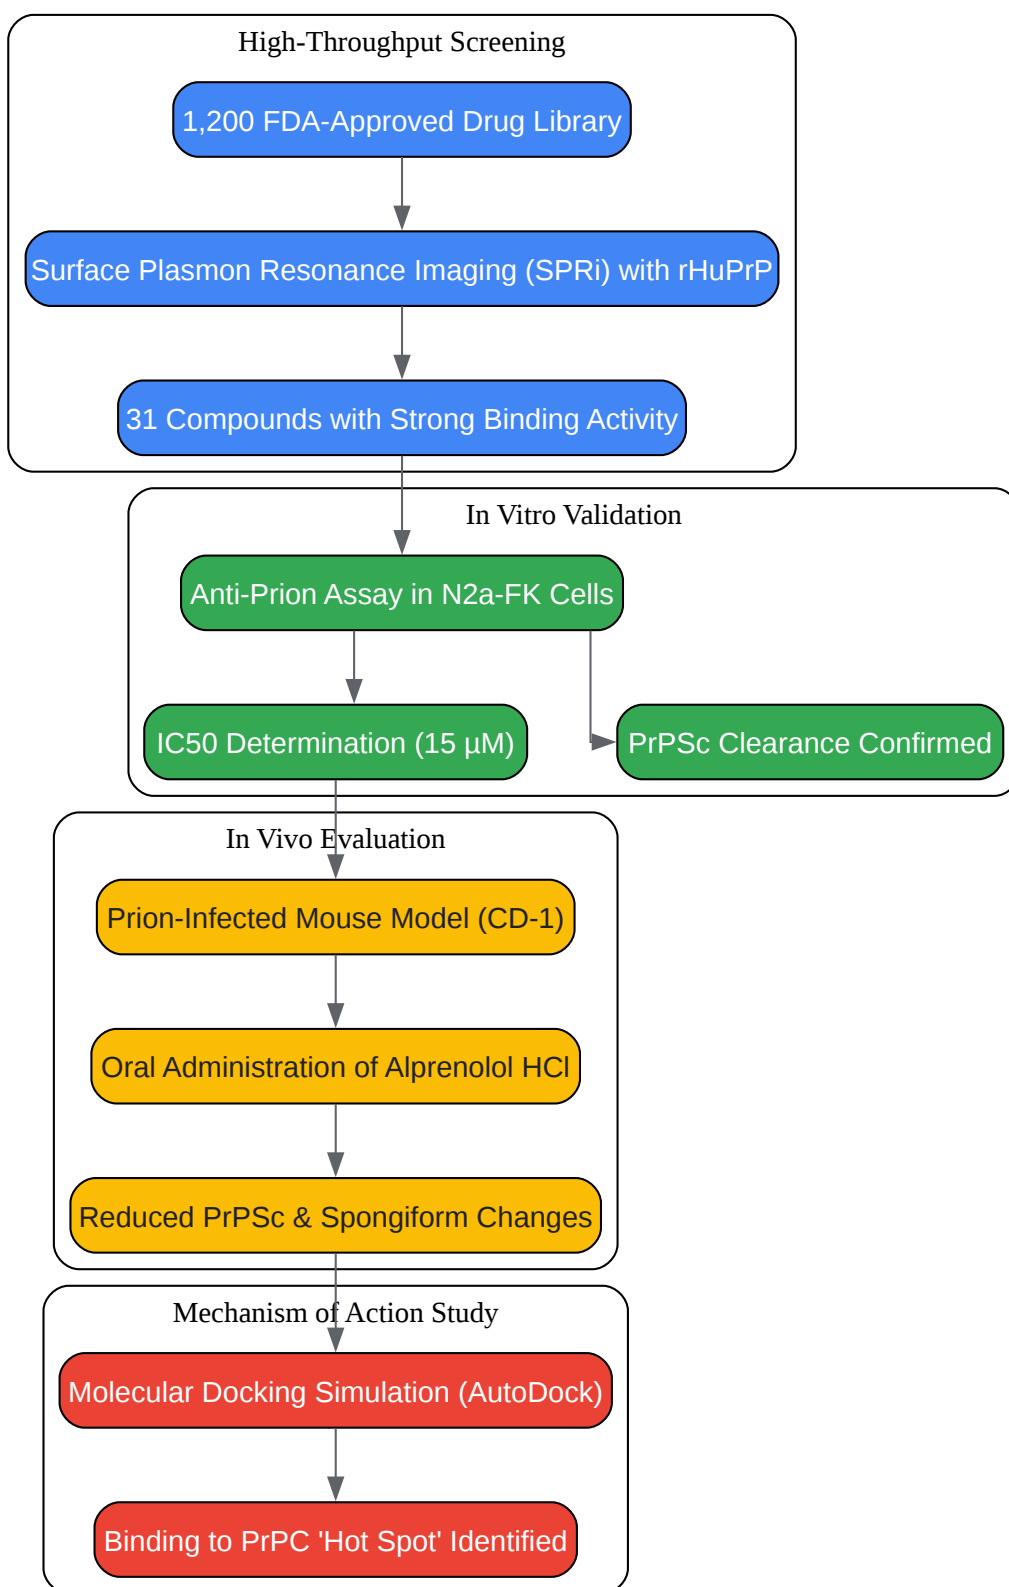 High-Throughput Screening
1,200 FDA-Approved Drug Library
Surface Plasmon Resonance Imaging (SPRi) with rHuPrP
31 Compounds with Strong Binding Activity
In Vitro Validation
Anti-Prion Assay in N2a-FK Cells
IC50 Determination (15 µM)
PrPSc Clearance Confirmed
In Vivo Evaluation
Prion-Infected Mouse Model (CD-1)
Oral Administration of Alprenolol HCl
Reduced PrPSc & Spongiform Changes
Mechanism of Action Study
Molecular Docking Simulation (AutoDock)
Binding to PrPC 'Hot Spot' Identified